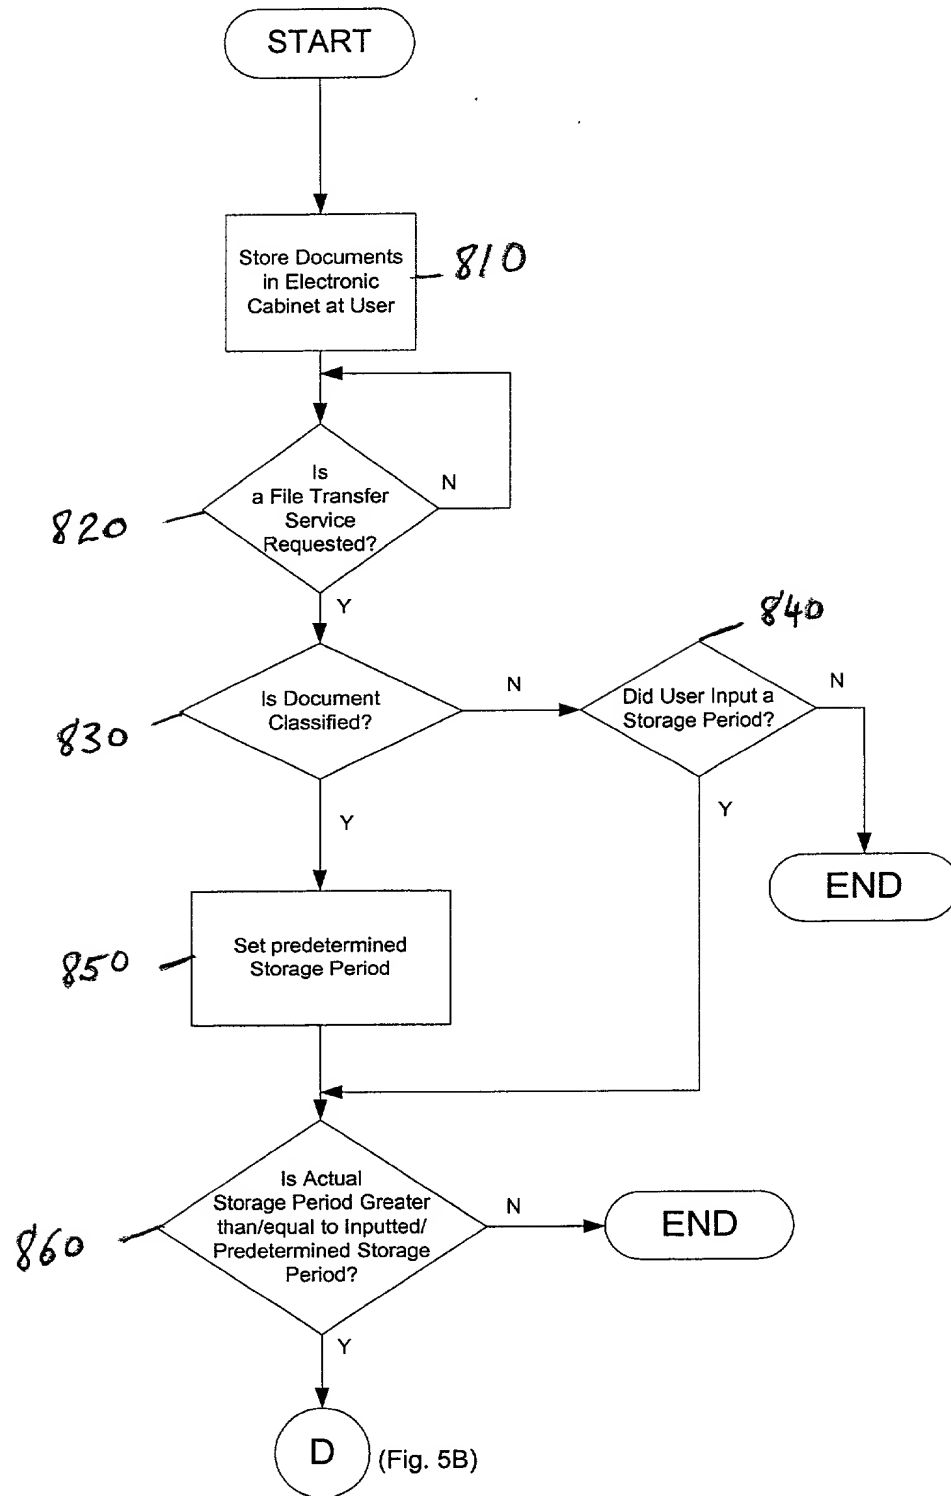 START
Store Documents
in Electronic
Cabinet at User
810
Is
a File Transfer
Service
Requested?
N
820
Y
840
Is Document
Classified?
N
Did User Input a
Storage Period?
N
830
Y
Y
END
Set predetermined
Storage Period
850
Is Actual
Storage Period Greater
than/equal to Inputted/
Predetermined Storage
Period?
N
END
860
Y
D
(Fig. 5B)